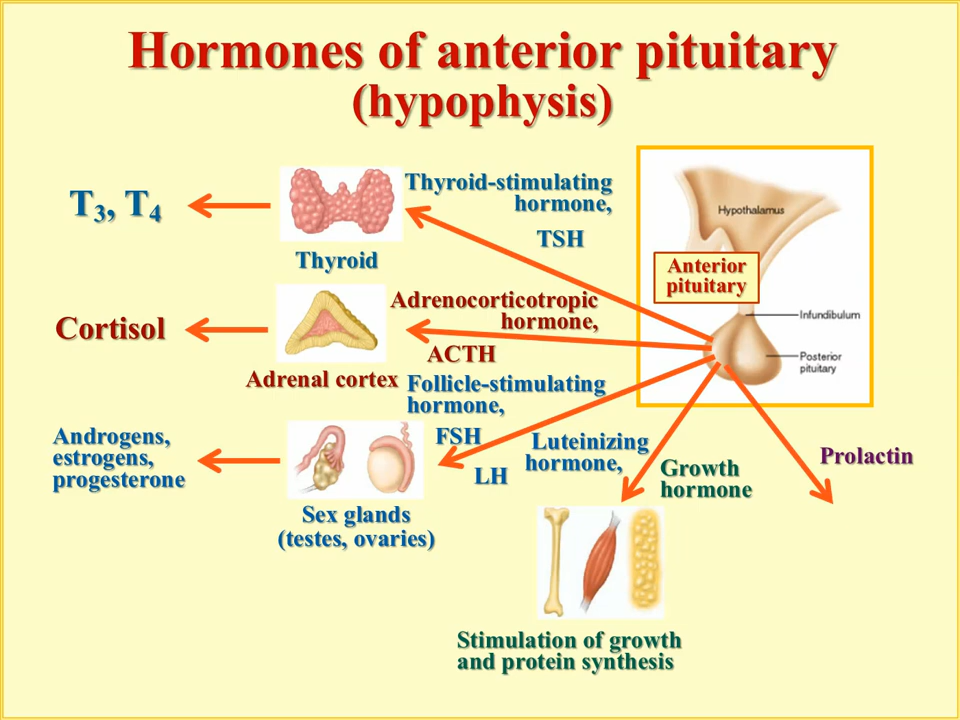 Hormones of anterior pituitary
(hypophysis)
T3, T4
Thyroid
Thyroid-stimulating
hormone,
TSH
Hypothalamus
Anterior
pituitary
Infundibulum
Posterior
pituitary
Cortisol
Adrenal cortex
Adrenocorticotropic
hormone,
ACTH
Follicle-stimulating
hormone,
FSH
Luteinizing
hormone,
LH
Androgens,
estrogens,
progesterone
Sex glands
(testes, ovaries)
Growth
hormone
Prolactin
Stimulation of growth
and protein synthesis